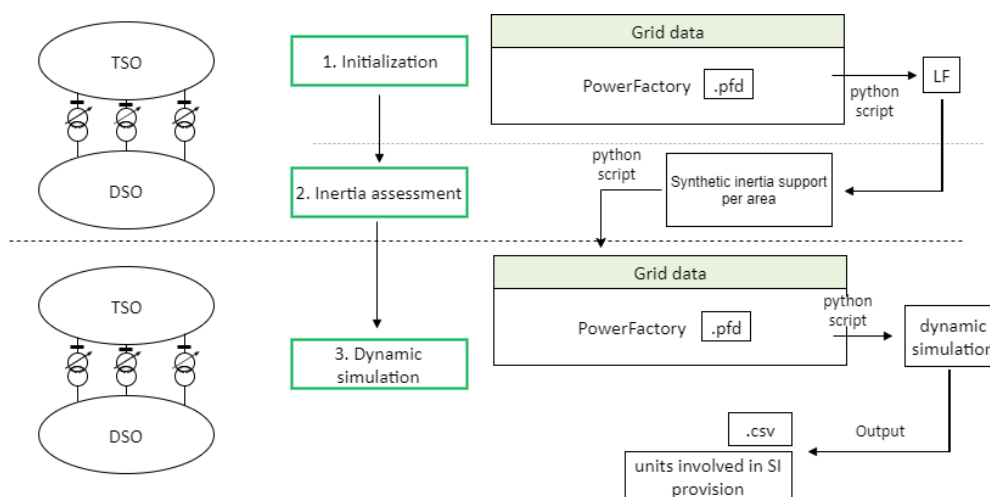 TSO
DSO
1. Initialization
Grid data
PowerFactory
.pfd
python
script
LF
2. Inertia assessment
python
script
Synthetic inertia support
per area
TSO
DSO
3. Dynamic
simulation
Grid data
PowerFactory
.pfd
python
script
dynamic
simulation
Output
.csv
units involved in SI
provision